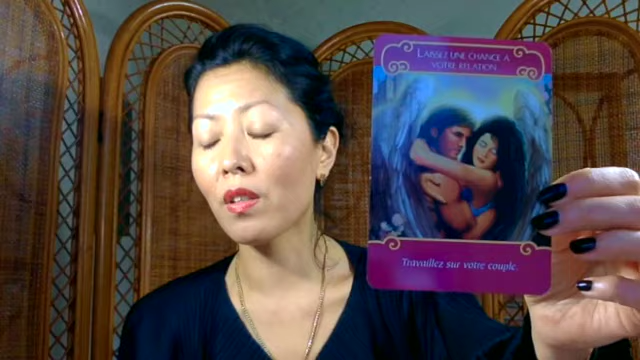 LAISSEZ UNE CHANCE À
VOTRE RELATION
Travaillez sur votre couple.